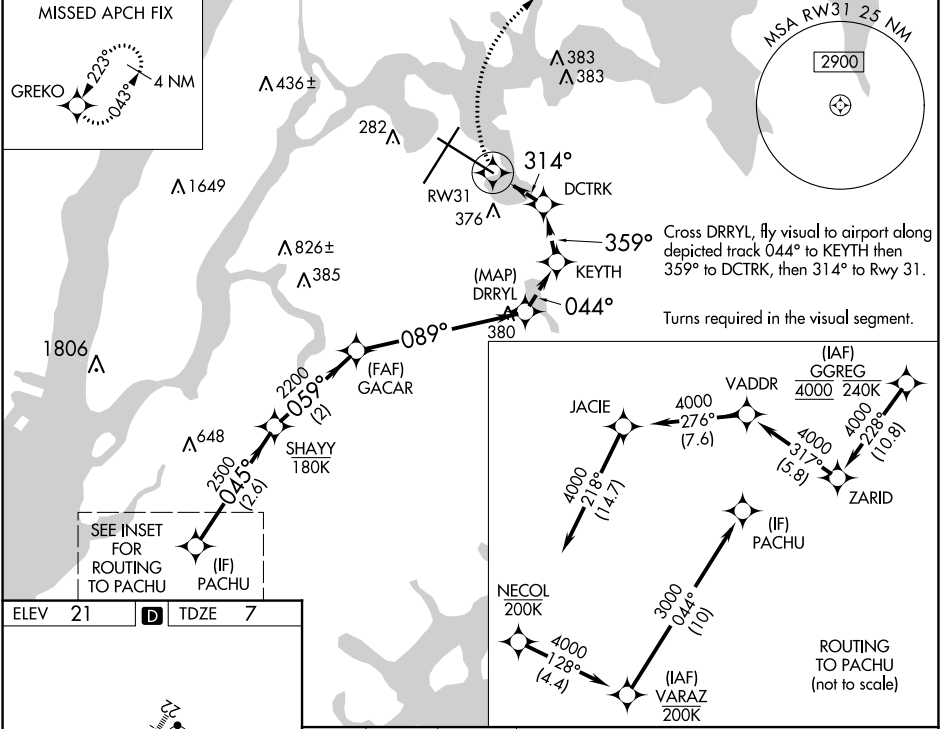 MISSED APCH FIX
GREKO
223°
043°
4 NM
436±
383
383
282
1649
RW31
376
314°
DCTRK
MSA RW31 25 NM
2900
826±
385
359°
KEYTH
(MAP)
DRRYL
044°
380
Cross DRRYL, fly visual to airport along
depicted track 044° to KEYTH then
359° to DCTRK, then 314° to Rwy 31.
Turns required in the visual segment.
1806
089°
(FAF)
GACAR
2200
059°
(2)
SHAYY
180K
648
2500
045°
(2.6)
SEE INSET
FOR
ROUTING
TO PACHU
(IF)
PACHU
(IAF)
GGREG
4000 240K
VADDR
JACIE
4000
276°
(7.6)
4000
317°
(5.8)
4000
228°
(10.8)
ZARID
4000
218°
(14.7)
(IF)
PACHU
NECOL
200K
4000
128°
(4.4)
3000
044°
(10)
(IAF)
VARAZ
200K
ROUTING
TO PACHU
(not to scale)
ELEV 21
D
TDZE 7
22